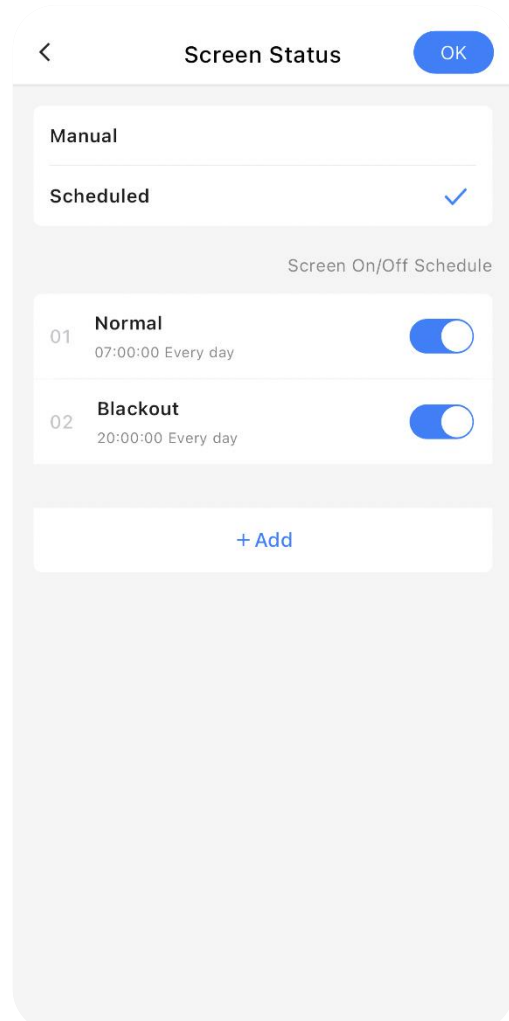 Screen Status
OK
Manual
Scheduled
Screen On/Off Schedule
01
Normal
07:00:00 Every day
02
Blackout
20:00:00 Every day
+ Add